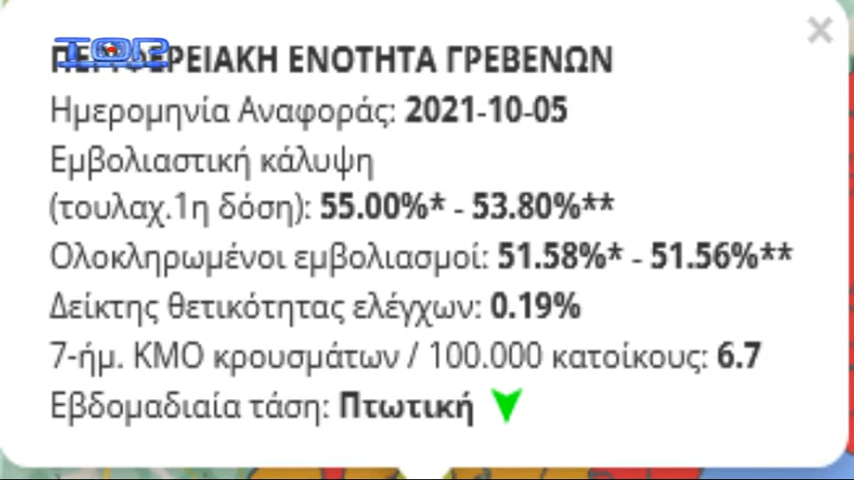 TOP
ΠΕΡΙΦΕΡΕΙΑΚΗ ΕΝΟΤΗΤΑ ΓΡΕΒΕΝΩΝ
Ημερομηνία Αναφοράς: 2021-10-05
Εμβολιαστική κάλυψη
(τουλαχ.1η δόση): 55.00%* - 53.80%**
Ολοκληρωμένοι εμβολιασμοί: 51.58%* - 51.56%**
Δείκτης θετικότητας ελέγχων: 0.19%
7-ήμ. ΚΜΟ κρουσμάτων / 100.000 κατοίκους: 6.7
Εβδομαδιαία τάση: Πτωτική